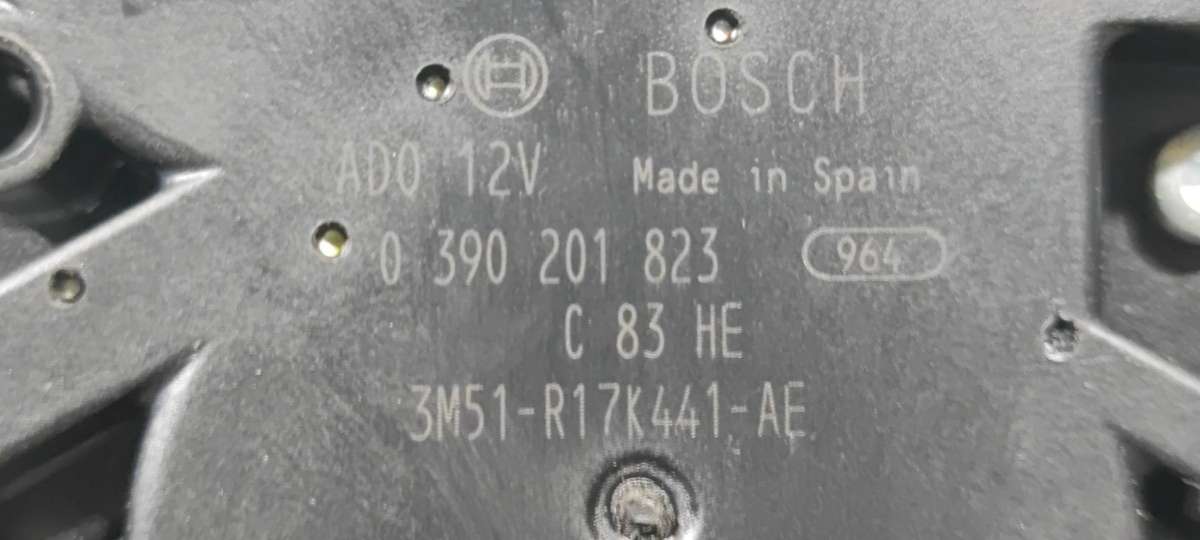 BOSCH
ADO 12V Made in Spain
0 390 201 823 964
C 83 HE
3M51-R17K441-AE